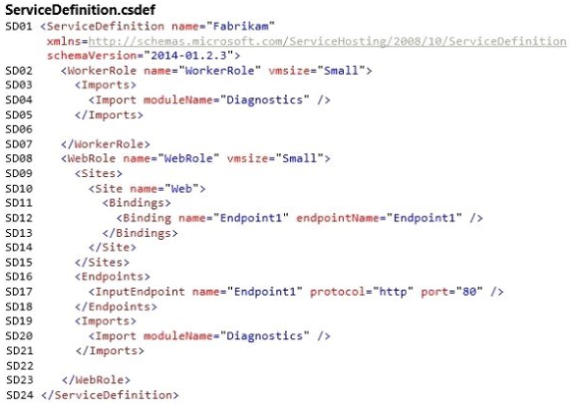 ServiceDefinition.csdef
SD01 <ServiceDefinition name="Fabrikam"
xmlns=http://schemas.microsoft.com/ServiceHosting/2008/10/ServiceDefinition
schemaVersion="2014-01.2.3">
SD02 <WorkerRole name="WorkerRole" vmsize="Small">
SD03 <Imports>
SD04 <Import moduleName="Diagnostics" />
SD05 </Imports>
SD06
SD07 </WorkerRole>
SD08 <WebRole name="WebRole" vmsize="Small">
SD09 <Sites>
SD10 <Site name="Web">
SD11 <Bindings>
SD12 <Binding name="Endpoint1" endpointName="Endpoint1" />
SD13 </Bindings>
SD14 </Site>
SD15 </Sites>
SD16 <Endpoints>
SD17 <InputEndpoint name="Endpoint1" protocol="http" port="80" />
SD18 </Endpoints>
SD19 <Imports>
SD20 <Import moduleName="Diagnostics" />
SD21 </Imports>
SD22
SD23 </WebRole>
SD24 </ServiceDefinition>